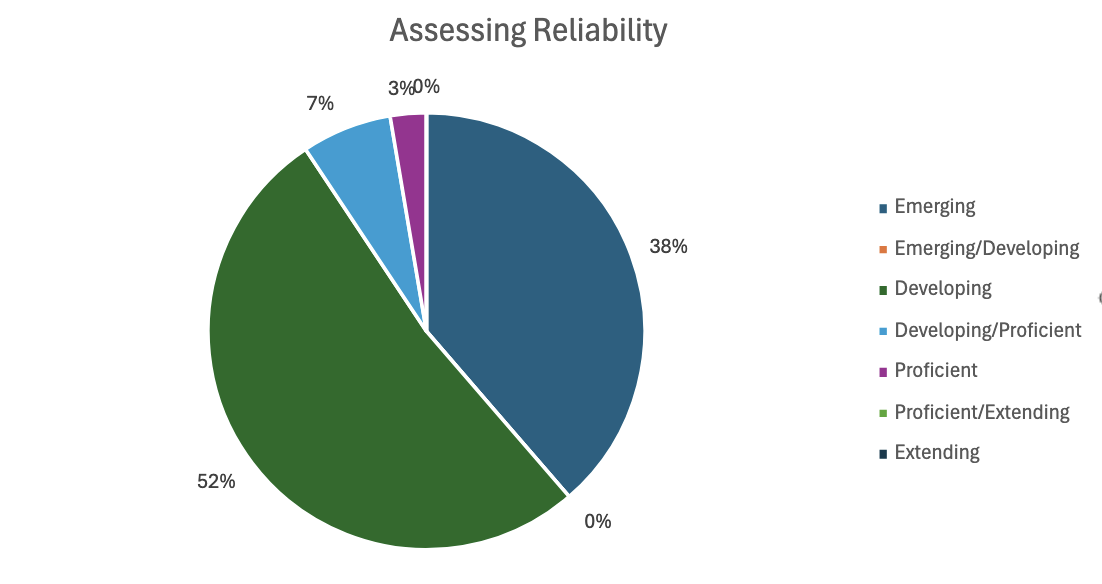 Assessing Reliability
7%
3%
0%
38%
52%
0%
Emerging
Emerging/Developing
Developing
Developing/Proficient
Proficient
Proficient/Extending
Extending